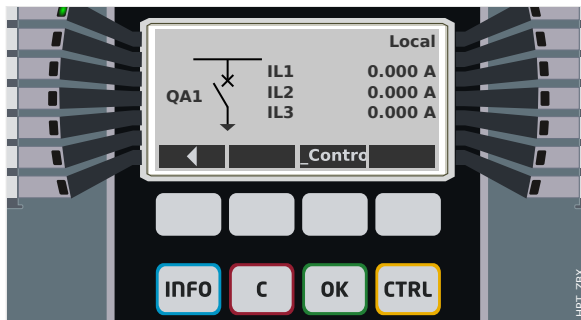 Local
IL1 0.000 A
QA1 IL2 0.000 A
IL3 0.000 A
_Contro
INFO C OK CTRL